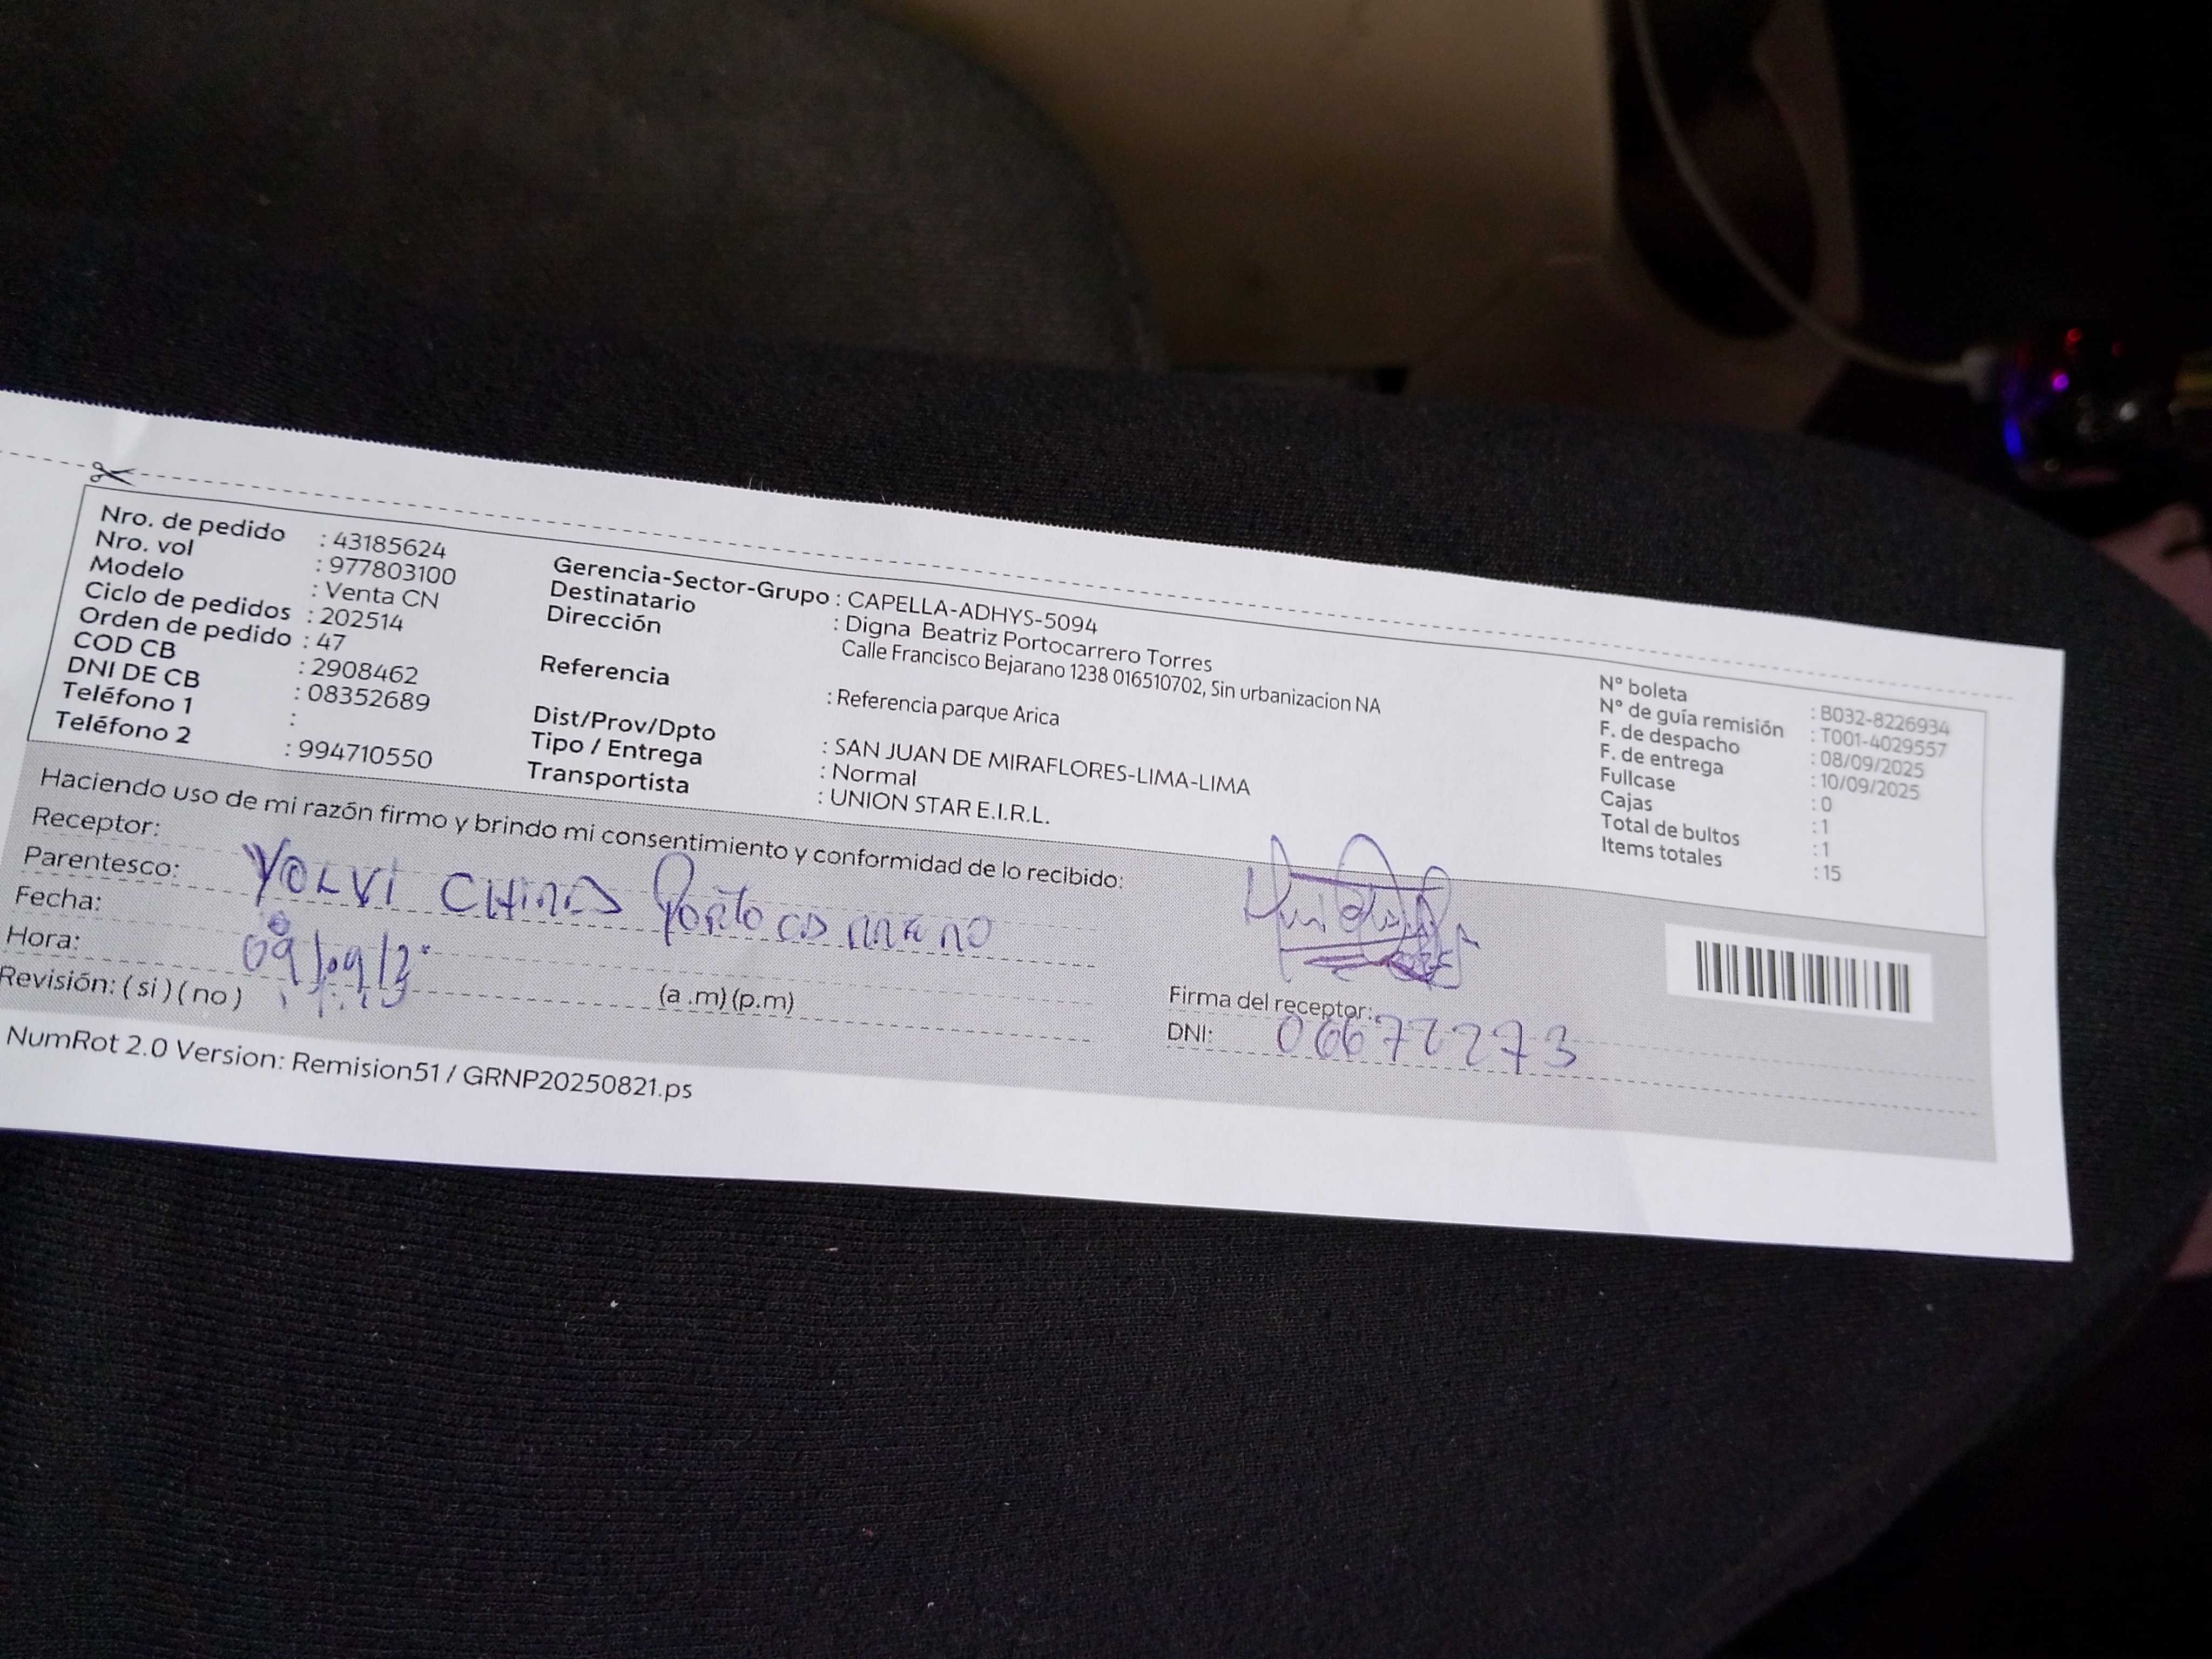 Nro. de pedido : 43185624
Nro. vol : 977803100
Modelo : Venta CN
Ciclo de pedidos : 202514
Orden de pedido : 47
COD CB : 2908462
DNI DE CB : 08352689
Teléfono 1 :
Teléfono 2 : 994710550
Gerencia-Sector-Grupo : CAPELLA-ADHYS-5094
Destinatario : Digna Beatriz Portocarrero Torres
Dirección Calle Francisco Bejarano 1238 016510702, Sin urbanizacion NA
Referencia : Referencia parque Arica
Dist/Prov/Dpto : SAN JUAN DE MIRAFLORES-LIMA-LIMA
Tipo / Entrega : Normal
Transportista : UNION STAR E.I.R.L.
N° boleta : B032-8226934
N° de guía remisión : T001-4029557
F. de despacho : 08/09/2025
F. de entrega : 10/09/2025
Fullcase : 0
Cajas : 1
Total de bultos : 1
Items totales : 15
Haciendo uso de mi razón firmo y brindo mi consentimiento y conformidad de lo recibido:
Receptor:
Parentesco:
Fecha:
Hora: (a .m) (p.m)
Revisión: ( si ) ( no )
Firma del receptor:
DNI: 06672273
NumRot 2.0 Version: Remision51 / GRNP20250821.ps